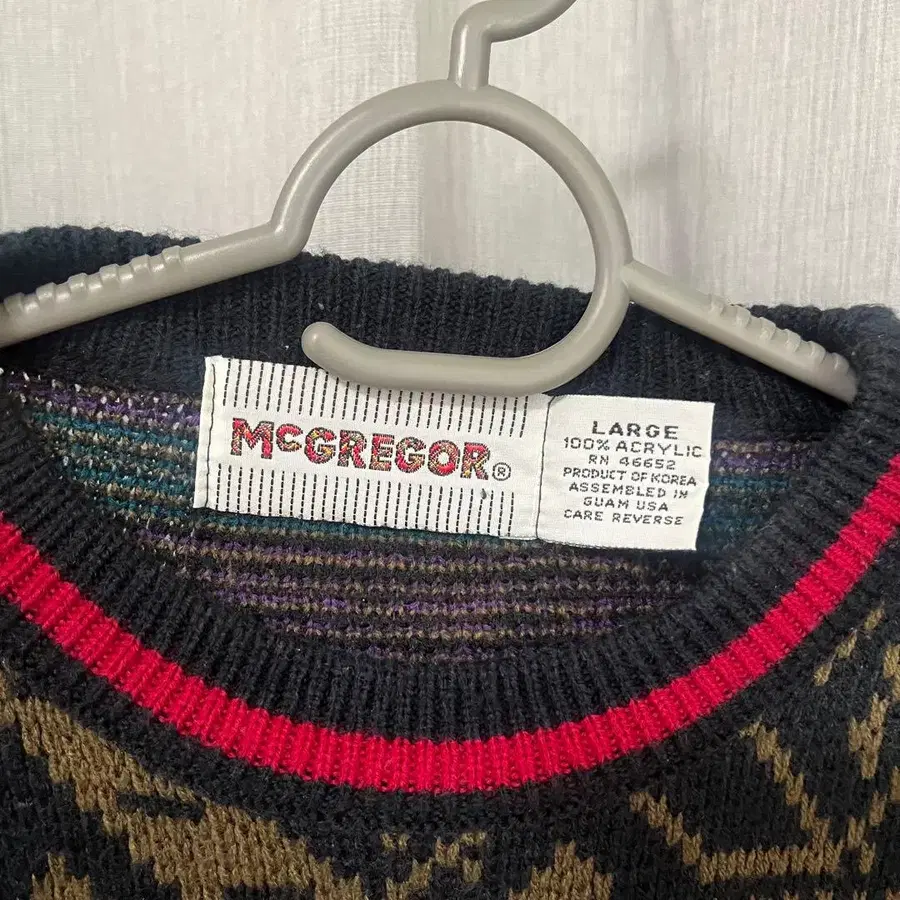 McGREGOR®
LARGE
100% ACRYLIC
RN 46652
PRODUCT OF KOREA
ASSEMBLED IN
GUAM USA
CARE REVERSE